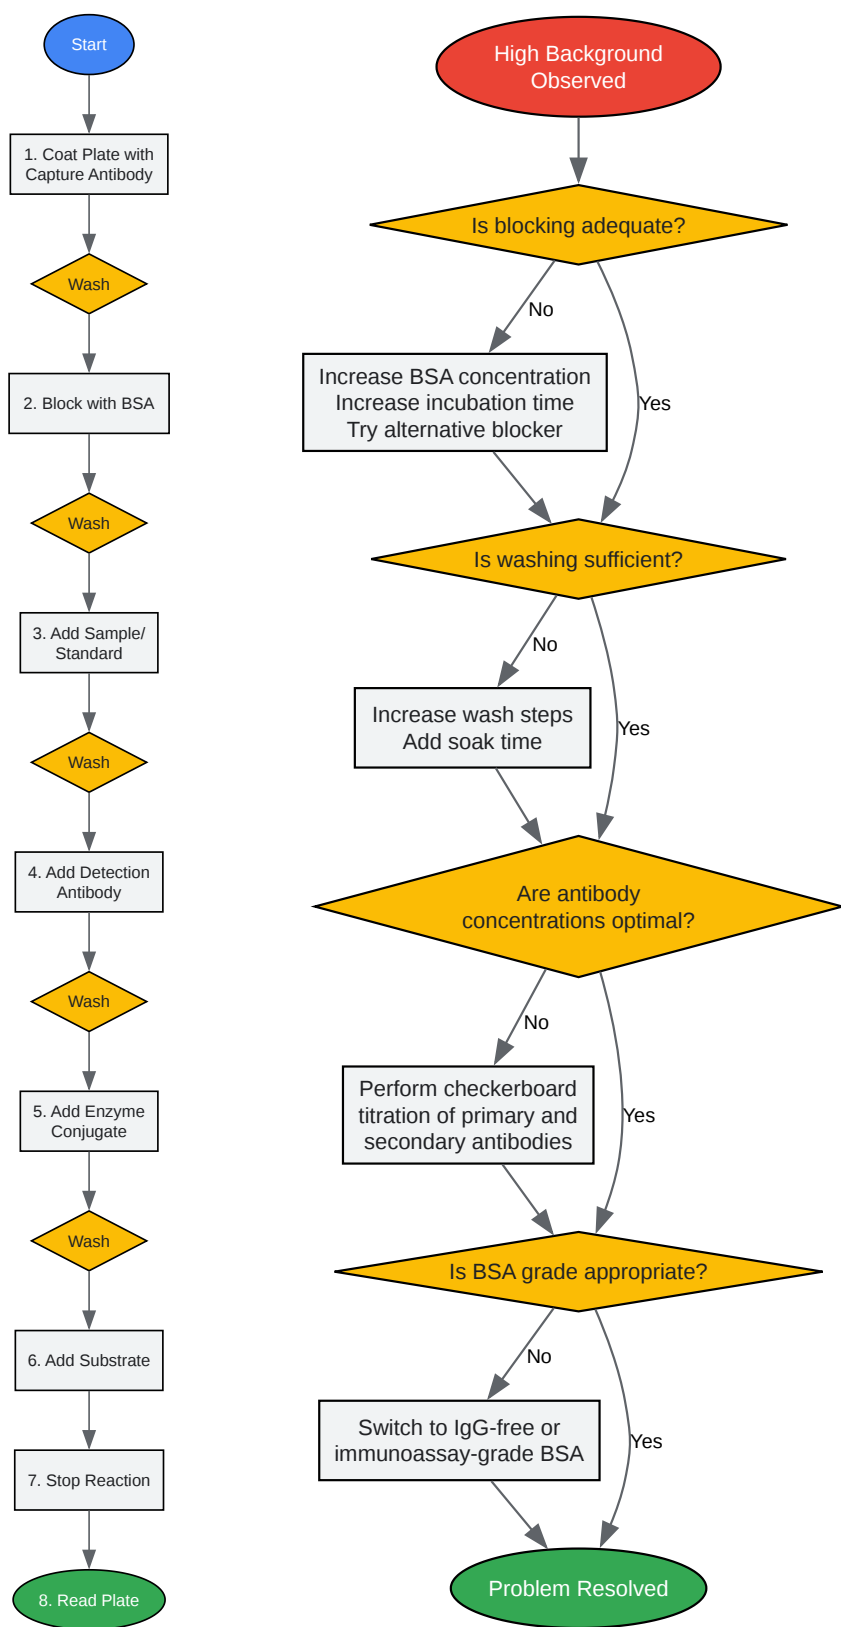 Start
1. Coat Plate with
Capture Antibody
Wash
2. Block with BSA
Wash
3. Add Sample/
Standard
Wash
4. Add Detection
Antibody
Wash
5. Add Enzyme
Conjugate
Wash
6. Add Substrate
7. Stop Reaction
8. Read Plate
High Background
Observed
Is blocking adequate?
No
Increase BSA concentration
Increase incubation time
Try alternative blocker
Yes
Is washing sufficient?
No
Increase wash steps
Add soak time
Yes
Are antibody
concentrations optimal?
No
Perform checkerboard
titration of primary and
secondary antibodies
Yes
Is BSA grade appropriate?
No
Switch to IgG-free or
immunoassay-grade BSA
Yes
Problem Resolved